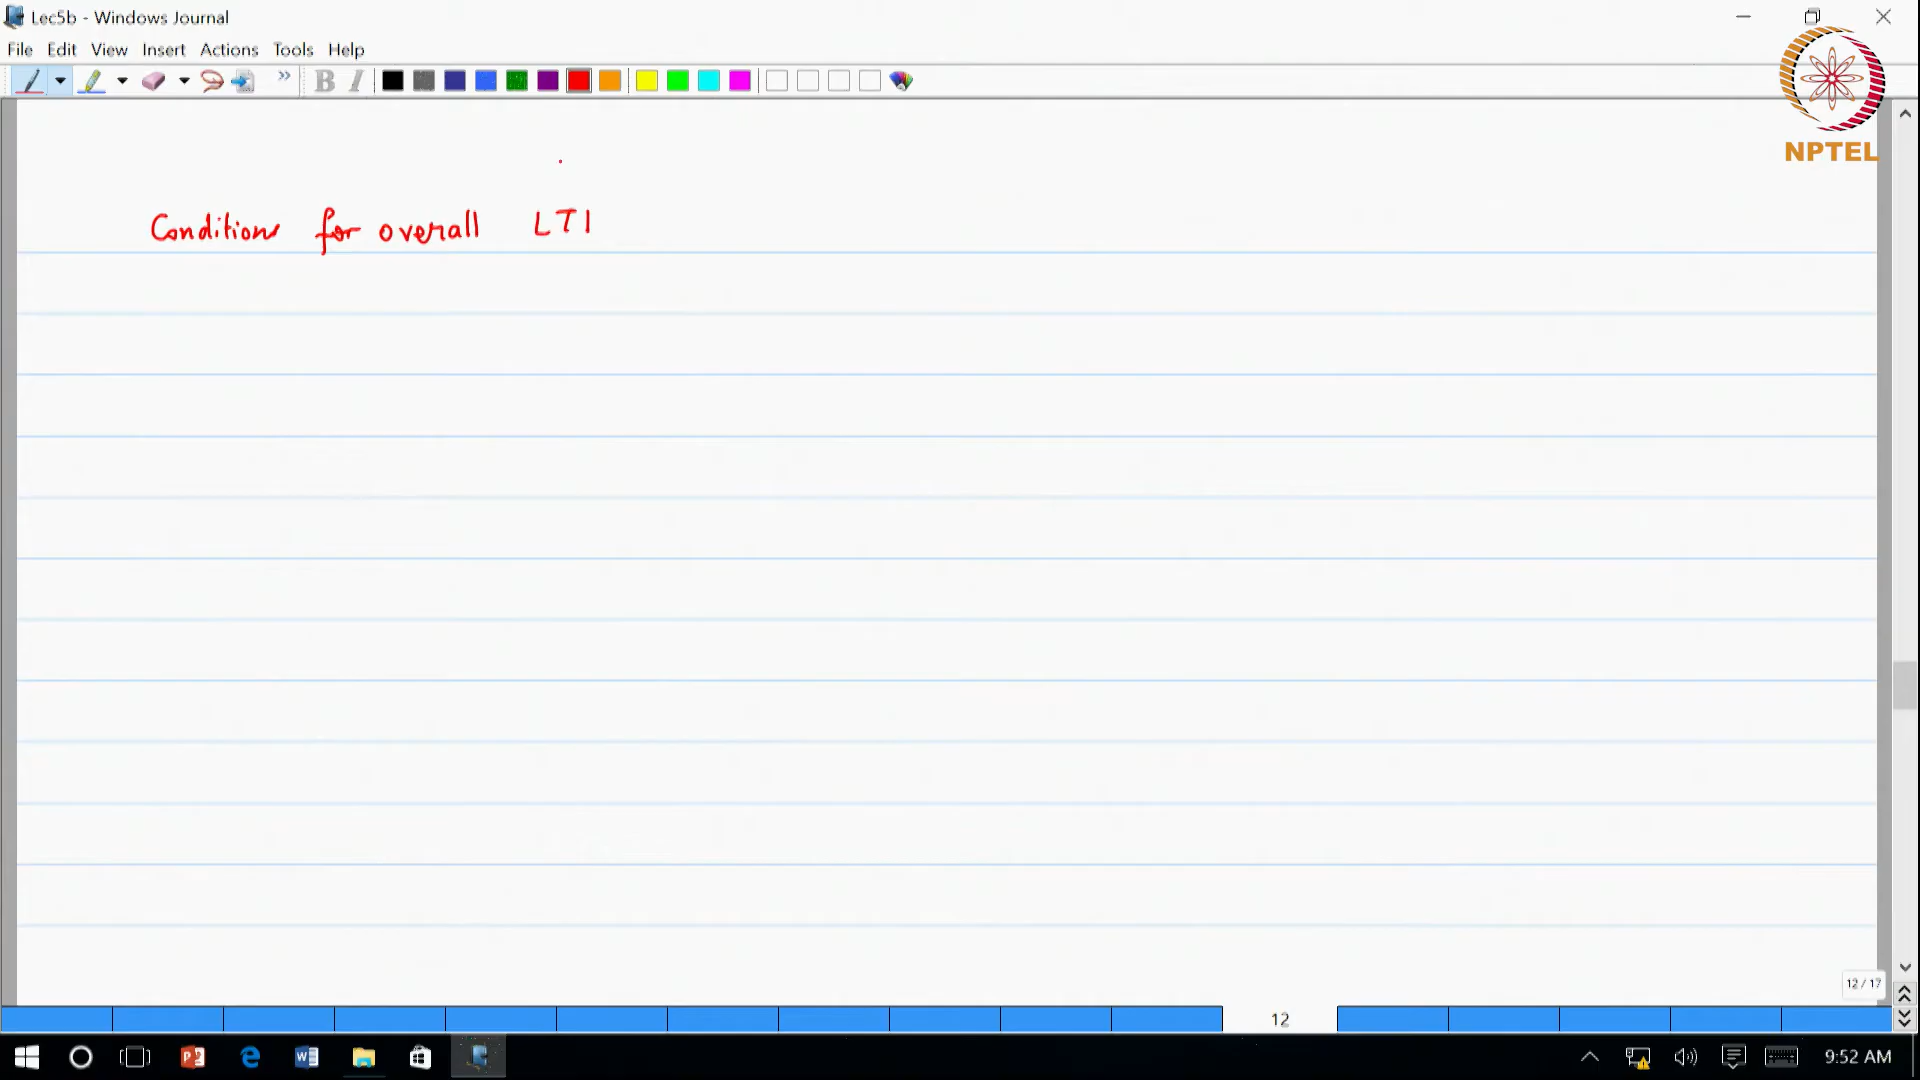 Lec5b - Windows Journal
File Edit View Insert Actions Tools Help
B I
NPTEL
Conditions for overall LTI
12 / 17
12
9:52 AM